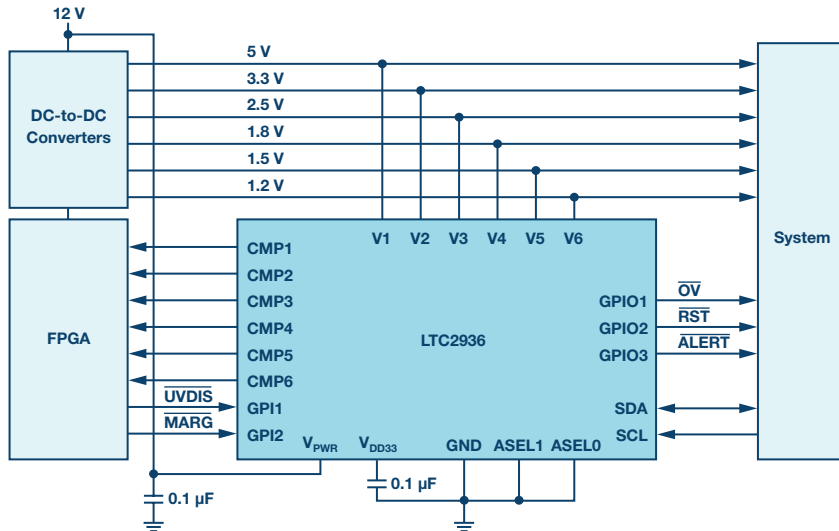 12 V
5 V
3.3 V
2.5 V
1.8 V
1.5 V
1.2 V
DC-to-DC
Converters
System
FPGA
V1 V2 V3 V4 V5 V6
CMP1
CMP2
CMP3
CMP4
CMP5
CMP6
UVDIS
GPI1
MARG
GPI2
LTC2936
GPIO1
OV
GPIO2
RST
GPIO3
ALERT
SDA
SCL
VPWR VDD33 GND ASEL1 ASEL0
0.1 µF
0.1 µF